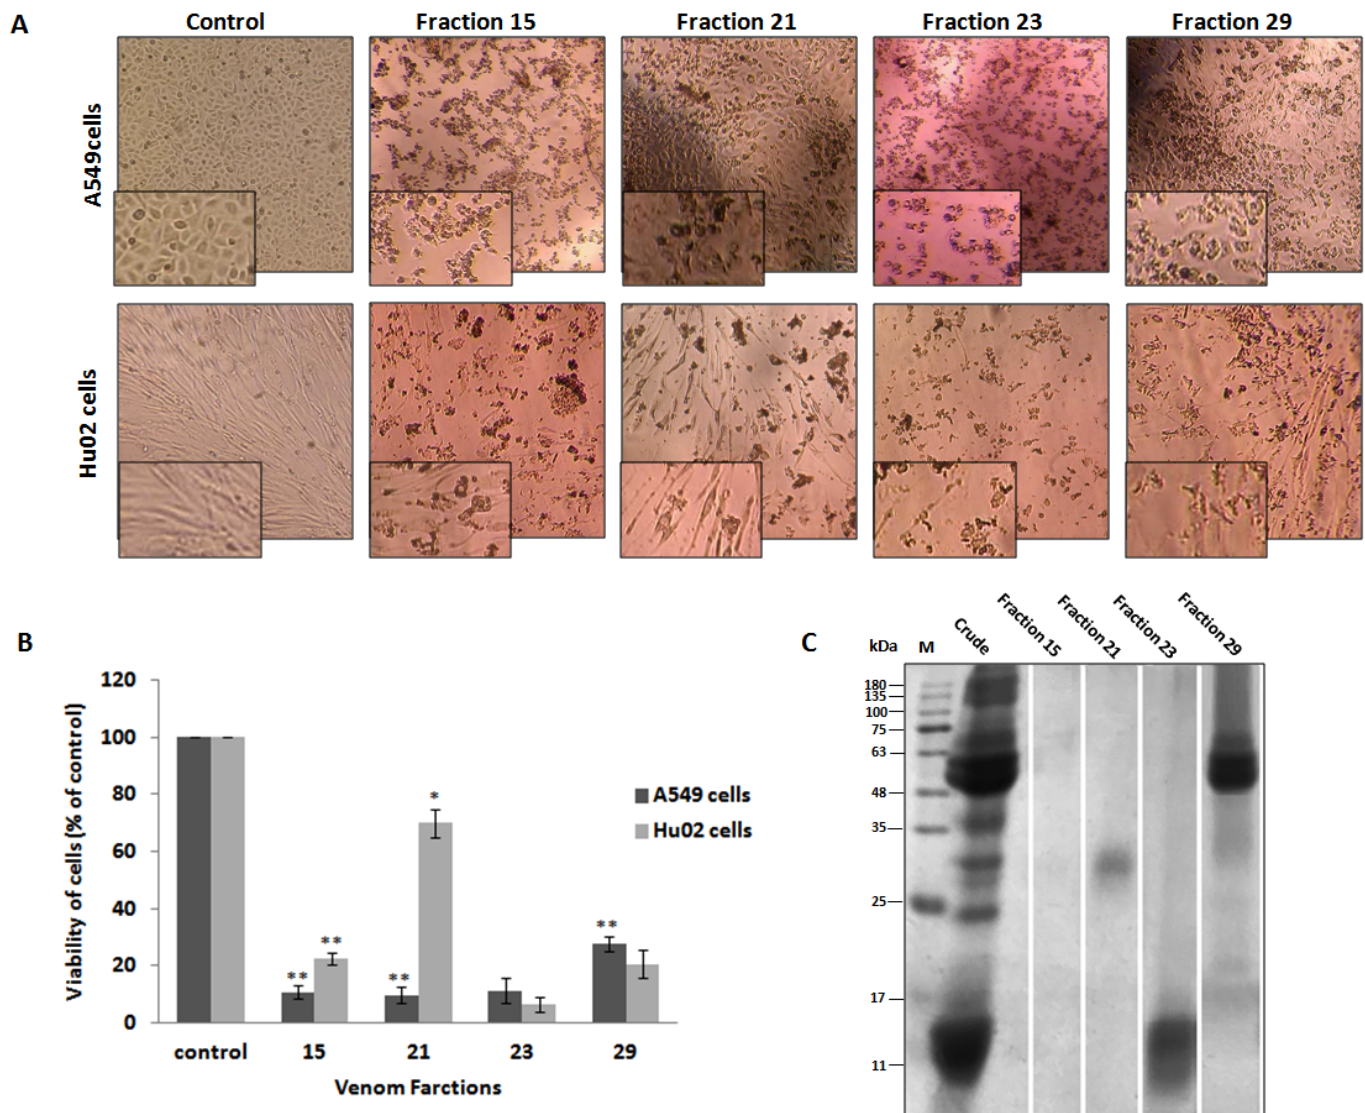 A
Control
Fraction 15
Fraction 21
Fraction 23
Fraction 29
A549cells
Hu02 cells
B
Viability of cells (% of control)
120
100
80
60
40
20
0
**
**
**
*
**
A549 cells
Hu02 cells
control
15
21
23
29
Venom Farctions
C
kDa
M
Crude
Fraction 15
Fraction 21
Fraction 23
Fraction 29
180
135
100
75
63
48
35
25
17
11